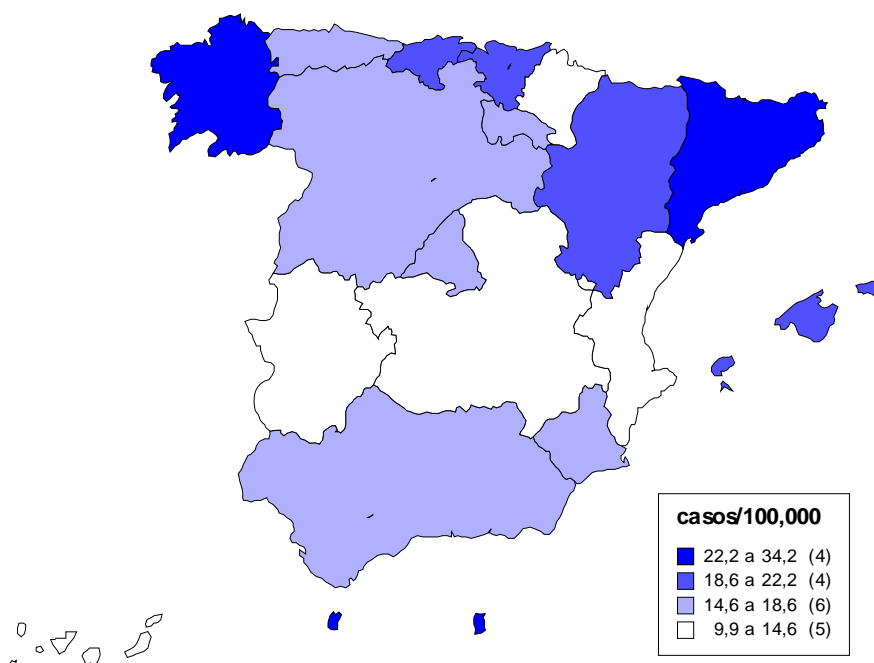 casos/100,000
22,2 a 34,2 (4)
18,6 a 22,2 (4)
14,6 a 18,6 (6)
9,9 a 14,6 (5)